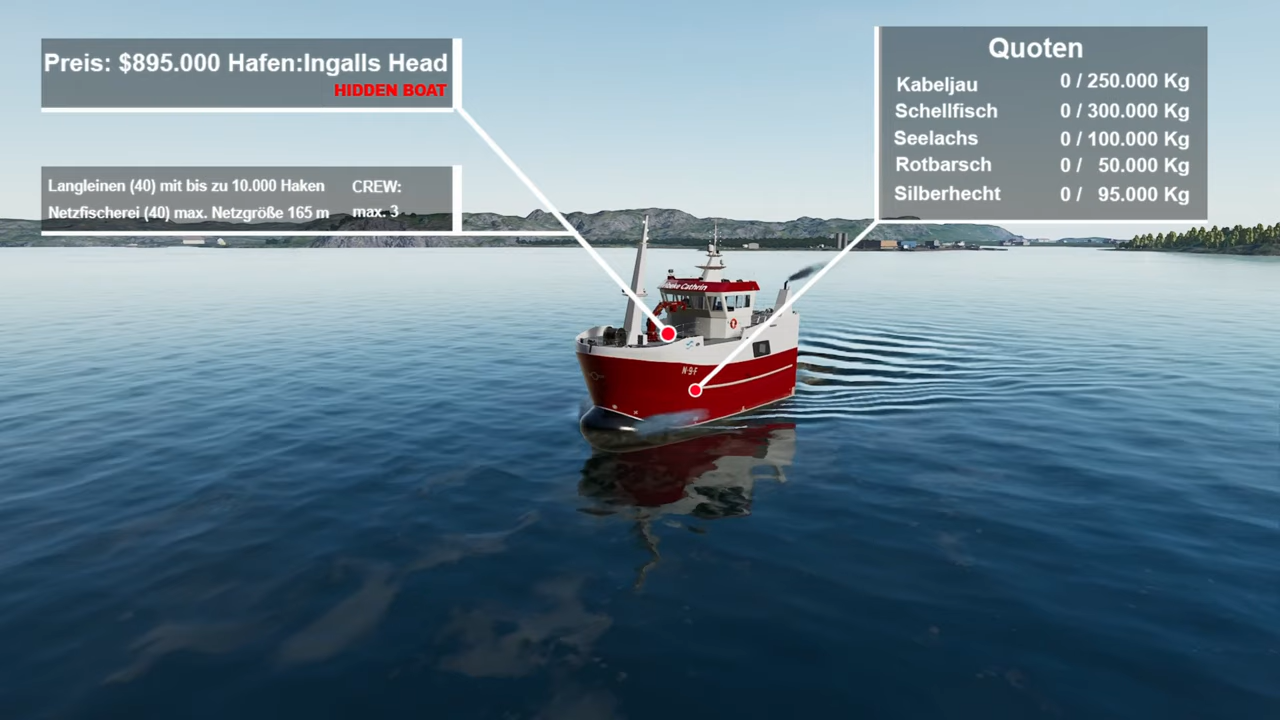 Preis: $895.000 Hafen:Ingalls Head
HIDDEN BOAT
Langleinen (40) mit bis zu 10.000 Haken CREW:
Netzfischerei (40) max. Netzgröße 165 m max. 3
Quoten
Kabeljau 0 / 250.000 Kg
Schellfisch 0 / 300.000 Kg
Seelachs 0 / 100.000 Kg
Rotbarsch 0 / 50.000 Kg
Silberhecht 0 / 95.000 Kg
Cathrin
N-9-F